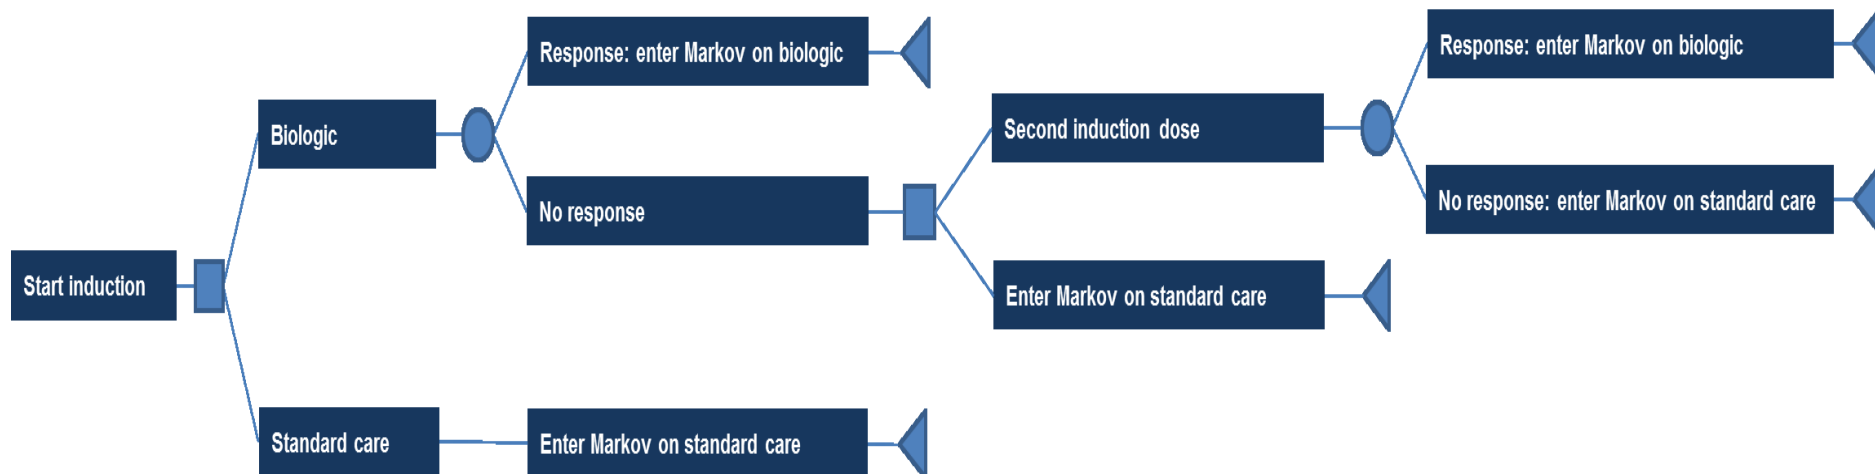 Start induction
Biologic
Response: enter Markov on biologic
No response
Second induction dose
Response: enter Markov on biologic
No response: enter Markov on standard care
Enter Markov on standard care
Standard care
Enter Markov on standard care